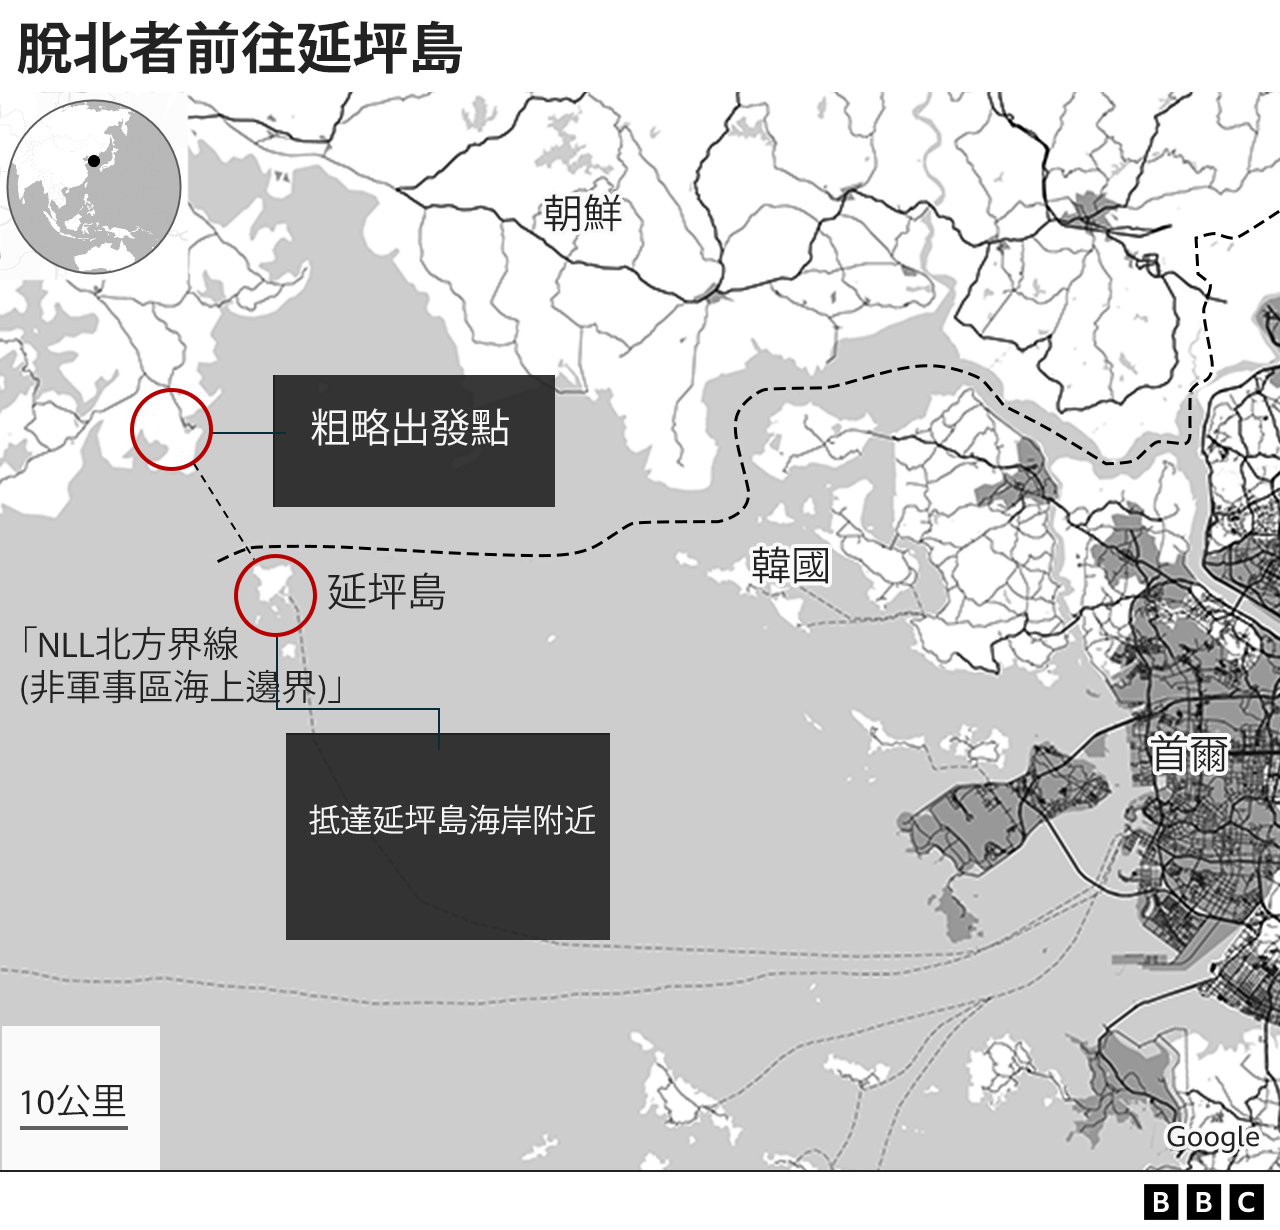 脫北者前往延坪島
朝鮮
粗略出發點
韓國
延坪島
「NLL北方界線
(非軍事區海上邊界)」
首爾
抵達延坪島海岸附近
10公里
Google
BBC